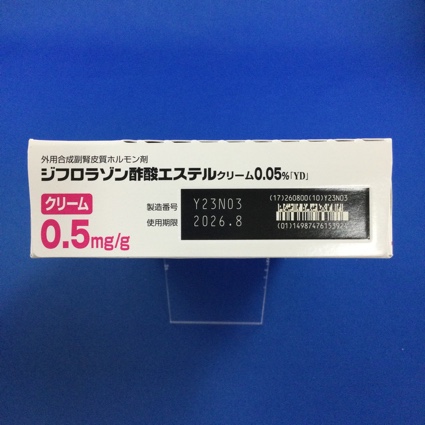 外用合成副腎皮質ホルモン剤
ジフロラゾン酢酸エステルクリーム0.05%「YD」
クリーム
0.5mg/g
製造番号 Y23N03
使用期限 2026.8
(17)260800(10)Y23N03